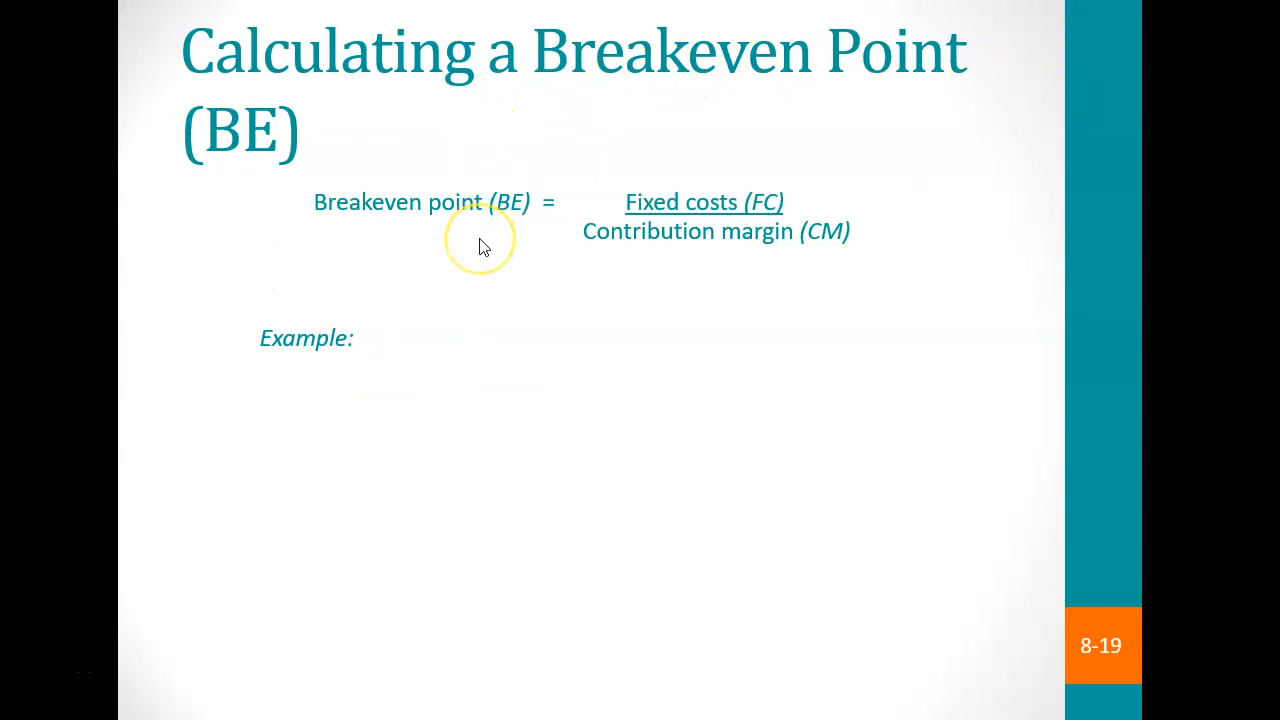 Calculating a Breakeven Point
(BE)
Breakeven point (BE) = Fixed costs (FC)
Contribution margin (CM)
Example:
8-19